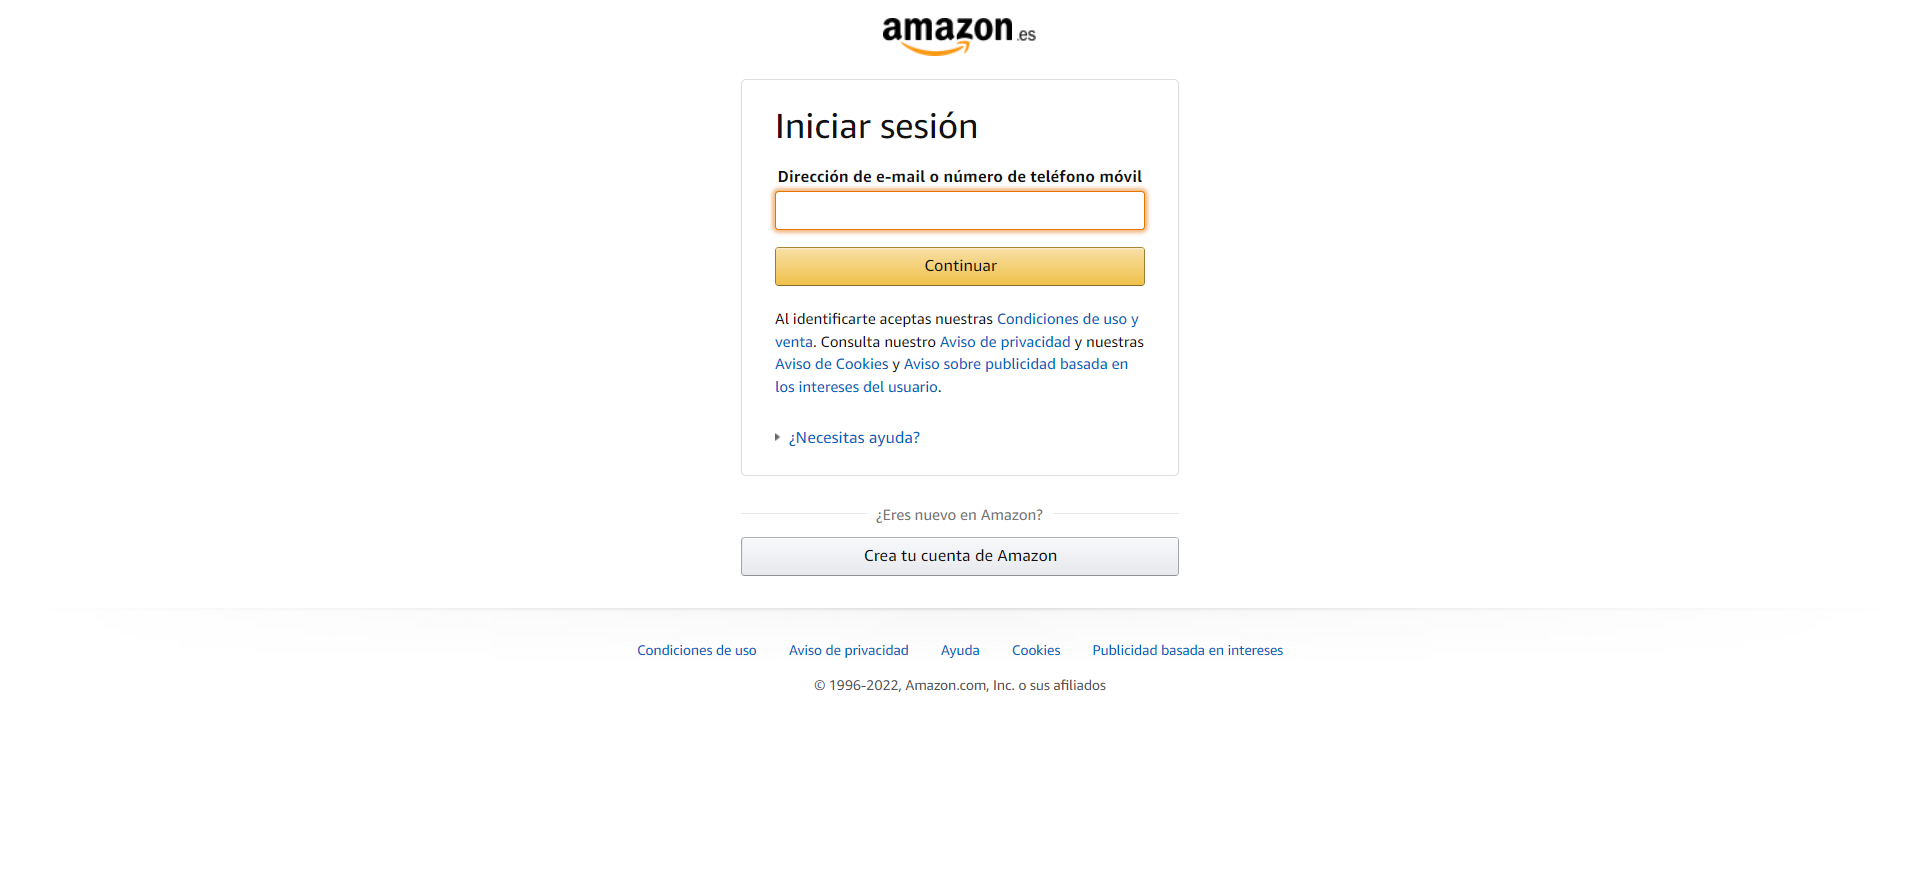 amazon.es
Iniciar sesión
Dirección de e-mail o número de teléfono móvil
Continuar
Al identificarte aceptas nuestras Condiciones de uso y
venta. Consulta nuestro Aviso de privacidad y nuestras
Aviso de Cookies y Aviso sobre publicidad basada en
los intereses del usuario.
¿Necesitas ayuda?
¿Eres nuevo en Amazon?
Crea tu cuenta de Amazon
Condiciones de uso Aviso de privacidad Ayuda Cookies Publicidad basada en intereses
© 1996-2022, Amazon.com, Inc. o sus afiliados